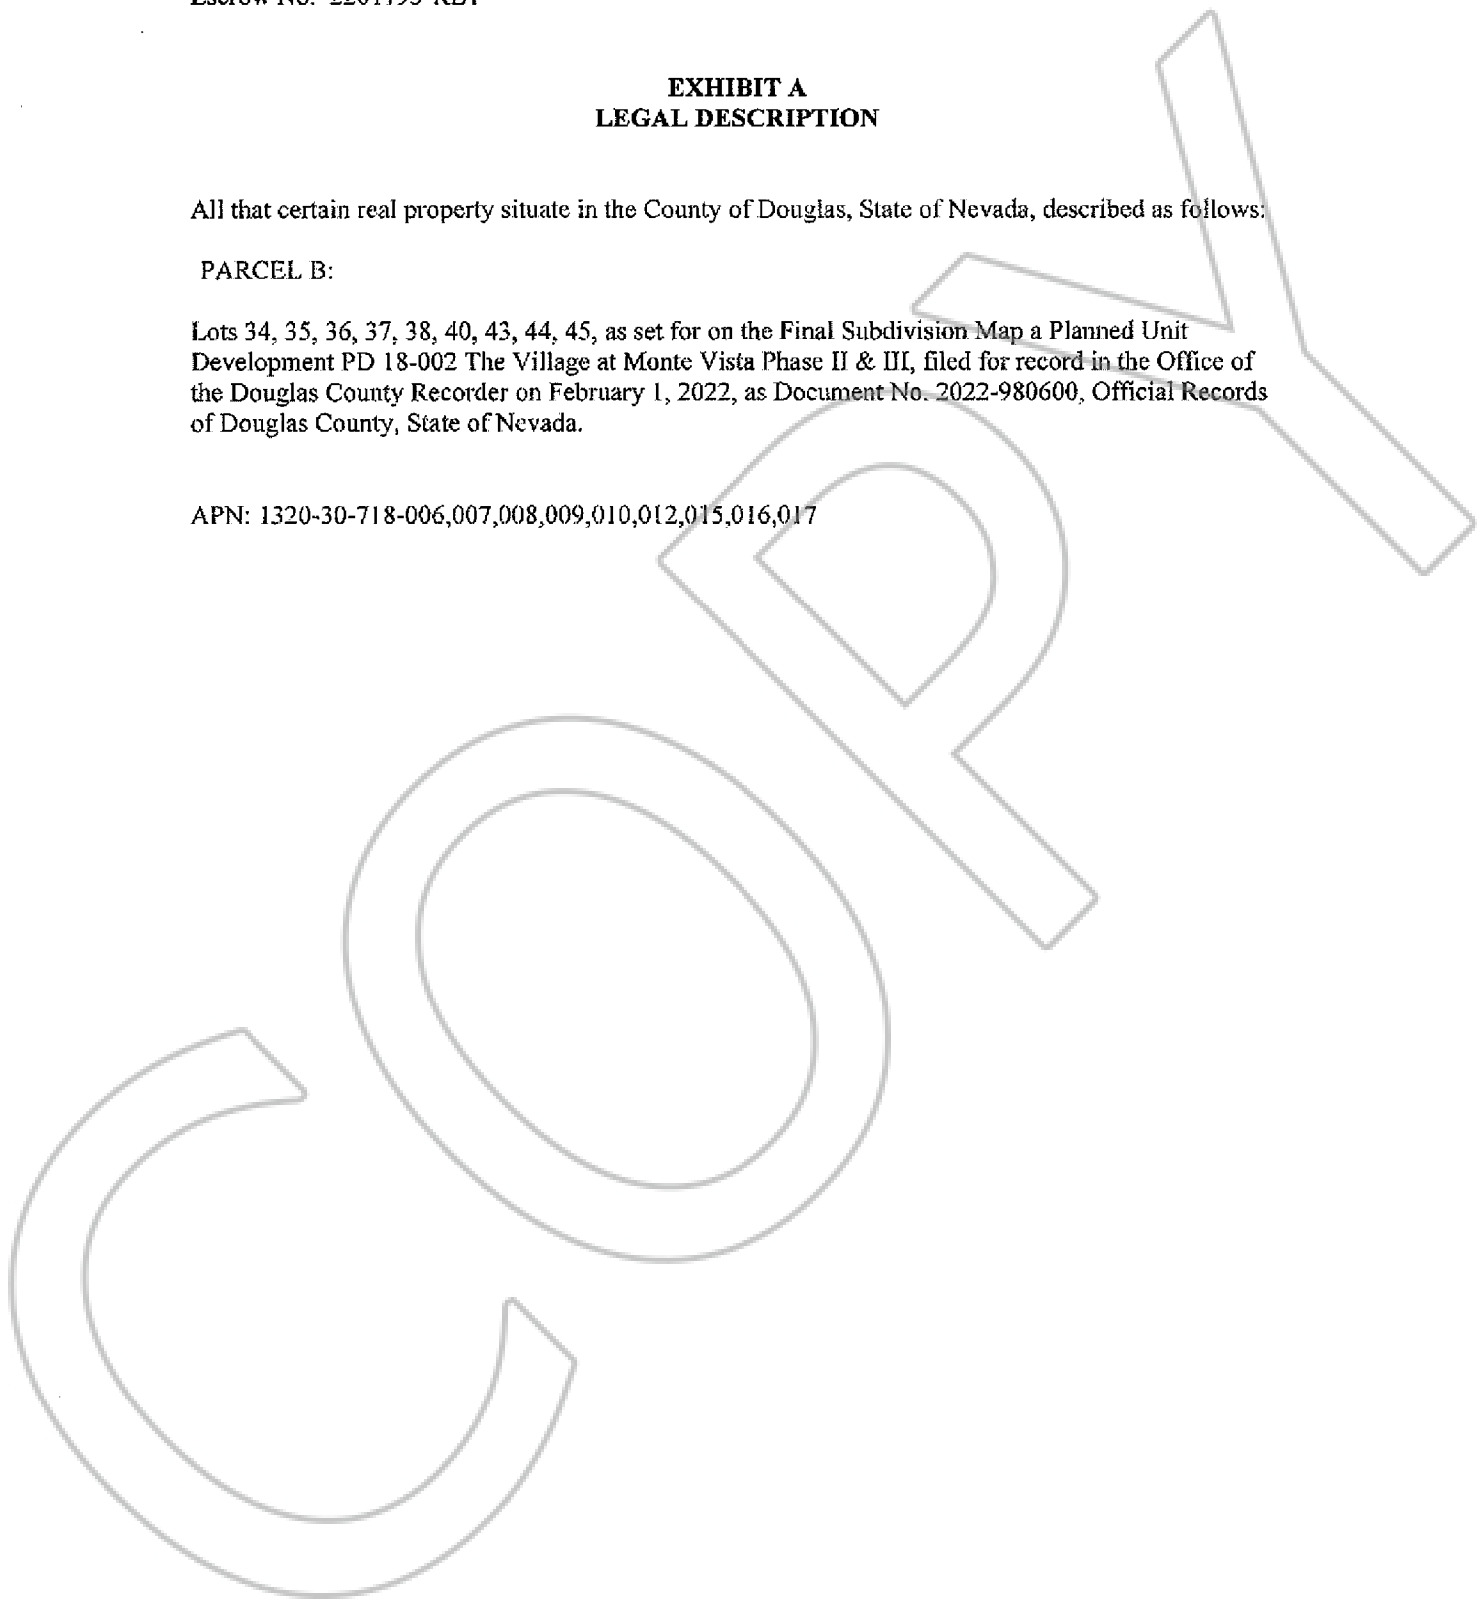 Escrow No.
EXHIBIT A
LEGAL DESCRIPTION
All that certain real property situate in the County of Douglas, State of Nevada, described as follows:
PARCEL B:
Lots 34, 35, 36, 37, 38, 40, 43, 44, 45, as set for on the Final Subdivision Map a Planned Unit
Development PD 18-002 The Village at Monte Vista Phase II & III, filed for record in the Office of
the Douglas County Recorder on February 1, 2022, as Document No. 2022-980600, Official Records
of Douglas County, State of Nevada.
APN: 1320-30-718-006,007,008,009,010,012,015,016,017
COPY